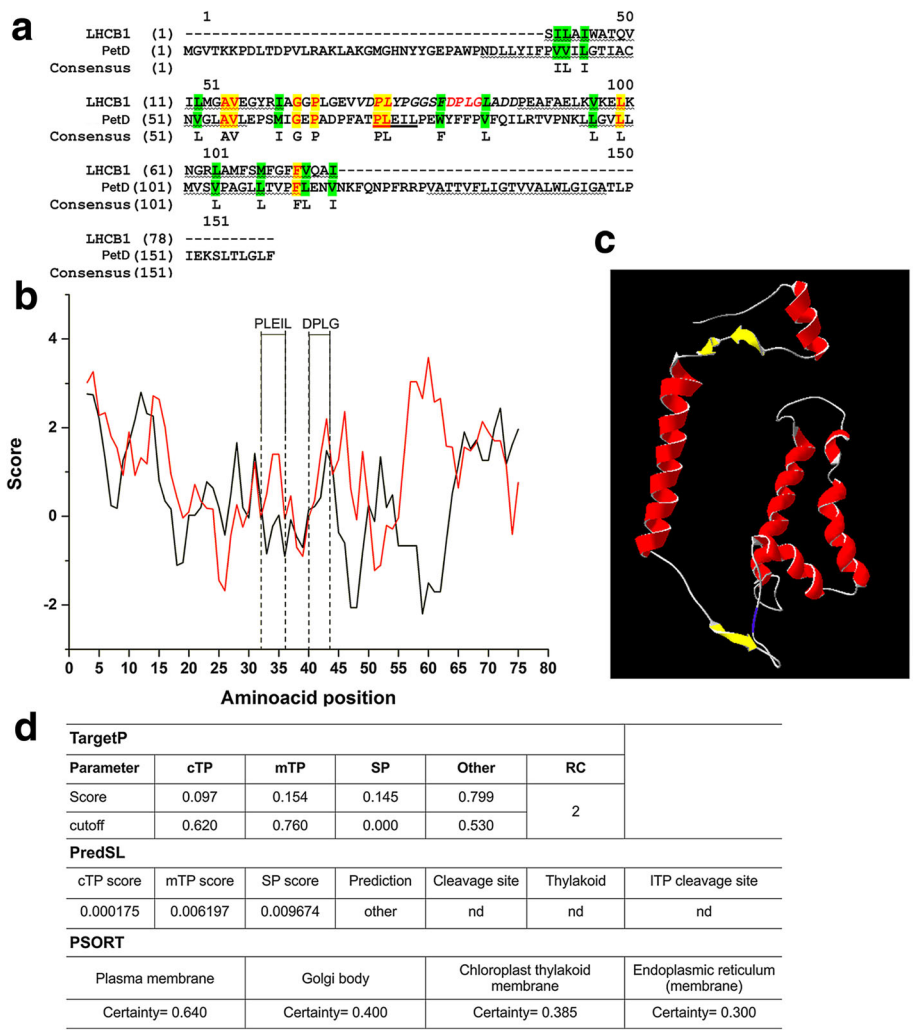 a
1 50
LHCB1 (1) ------------------------------------SILAIWATQV
PetD (1) MGVTKKPDLTDPVLRAKLAKGMGHNYYGEPAWPNDLLYIFPVVILGTIAC
Consensus (1) IL I
51 100
LHCB1 (11) ILMGAVEGYRIAGGPLGEVVDPLYPGGSFDPLGLADDPEAFAELKVKELK
PetD (51) NVGLAVLEPSMIGEPADPFATPLEILPEWYFFPVFQILRTVPNKLLGVLL
Consensus (51) L AV I G P PL F L L L
101 150
LHCB1 (61) NGRLAMFSMFGFFVQAI---------------------------------
PetD (101) MVSVPAGLLTVPFLENVNKFQNPFRRPVATTVFLIGTVVALWLGIGATLP
Consensus (101) L L FL I
151
LHCB1 (78) ----------
PetD (151) IEKSLTLGLF
Consensus (151)
b
PLEIL DPLG
4
2
0
-2
Score
0 5 10 15 20 25 30 35 40 45 50 55 60 65 70 75 80
Aminoacid position
c
d
TargetP
Parameter cTP mTP SP Other RC
Score 0.097 0.154 0.145 0.799 2
cutoff 0.620 0.760 0.000 0.530
PredSL
cTP score mTP score SP score Prediction Cleavage site Thylakoid lTP cleavage site
0.000175 0.006197 0.009674 other nd nd nd
PSORT
Plasma membrane Golgi body Chloroplast thylakoid Endoplasmic reticulum
membrane (membrane)
Certainty= 0.640 Certainty= 0.400 Certainty= 0.385 Certainty= 0.300